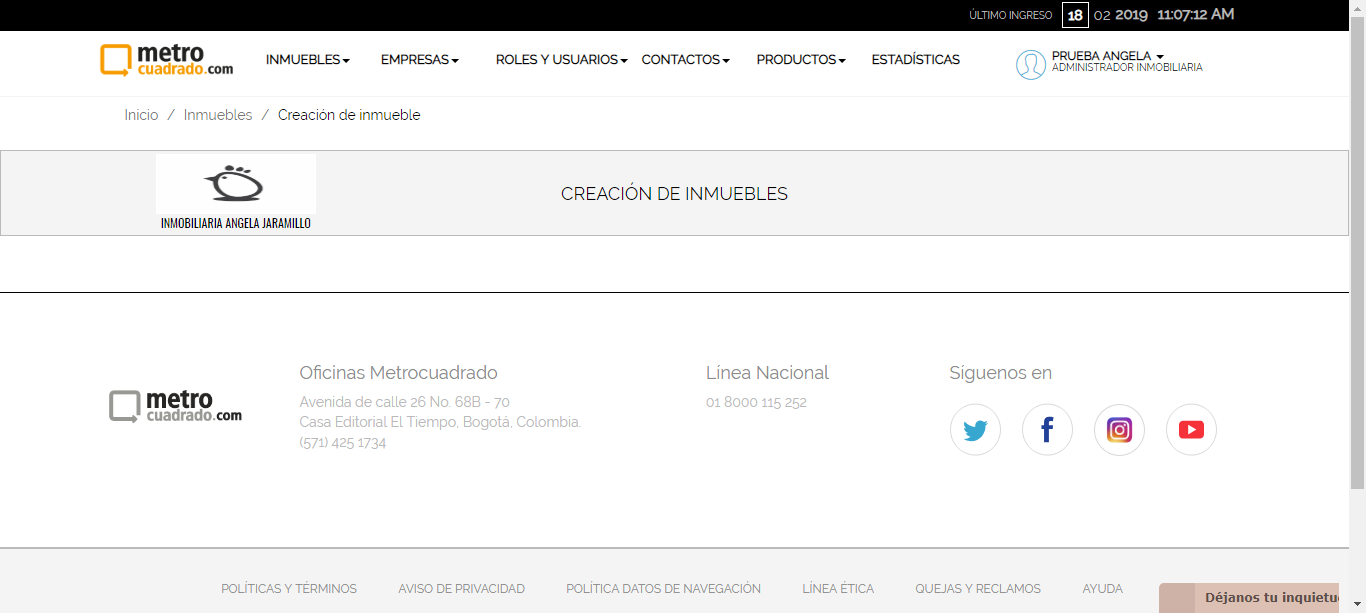 ÚLTIMO INGRESO 18 02 2019 11:07:12 AM
metro
cuadrado.com
INMUEBLES EMPRESAS ROLES Y USUARIOS CONTACTOS PRODUCTOS ESTADÍSTICAS
PRUEBA ANGELA
ADMINISTRADOR INMOBILIARIA
Inicio / Inmuebles / Creación de inmueble
INMOBILIARIA ANGELA JARAMILLO
CREACIÓN DE INMUEBLES
metro
cuadrado.com
Oficinas Metrocuadrado
Avenida de calle 26 No. 68B - 70
Casa Editorial El Tiempo, Bogotá, Colombia.
(571) 425 1734
Línea Nacional
01 8000 115 252
Síguenos en
POLÍTICAS Y TÉRMINOS AVISO DE PRIVACIDAD POLÍTICA DATOS DE NAVEGACIÓN LÍNEA ÉTICA QUEJAS Y RECLAMOS AYUDA
Déjanos tu inquietu